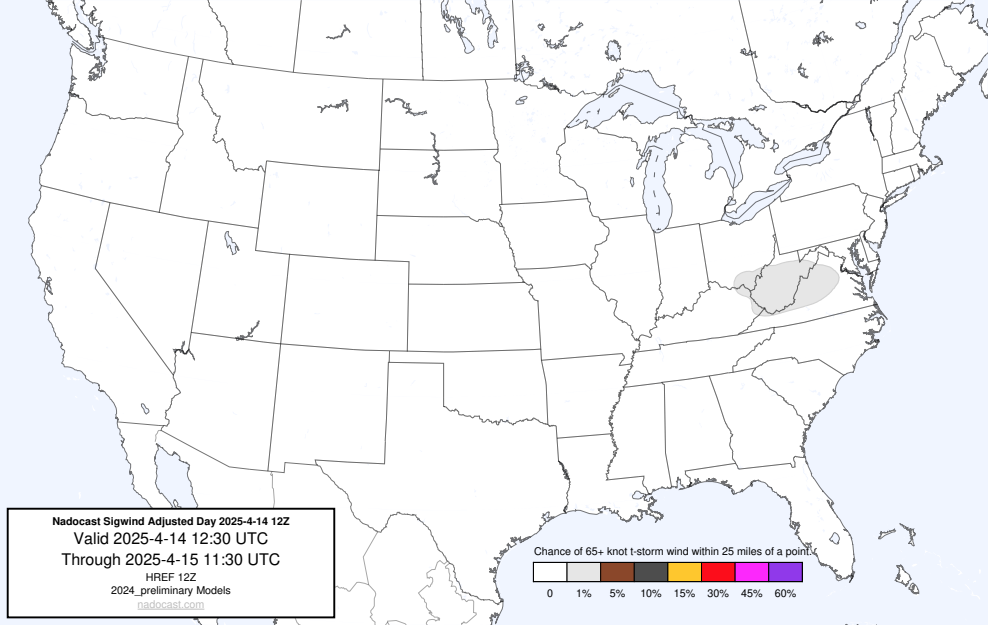 Nadocast Sigwind Adjusted Day 2025-4-14 12Z
Valid 2025-4-14 12:30 UTC
Through 2025-4-15 11:30 UTC
HREF 12Z
2024_preliminary Models
nadocast.com
Chance of 65+ knot t-storm wind within 25 miles of a point.
0 1% 5% 10% 15% 30% 45% 60%